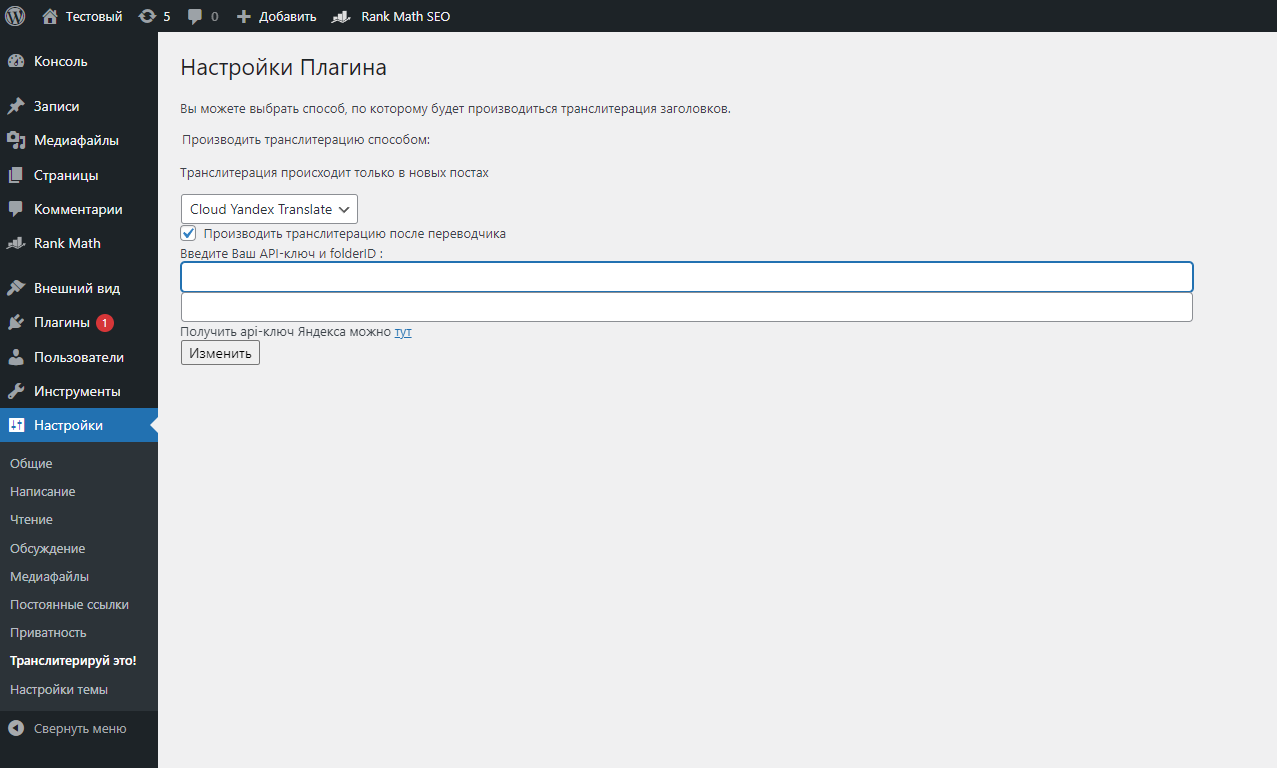 Тестовый 5 0 Добавить Rank Math SEO
Консоль
Записи
Медиафайлы
Страницы
Комментарии
Rank Math
Внешний вид
Плагины 1
Пользователи
Инструменты
Настройки
Общие
Написание
Чтение
Обсуждение
Медиафайлы
Постоянные ссылки
Приватность
Транслитерируй это!
Настройки темы
Свернуть меню
Настройки Плагина
Вы можете выбрать способ, по которому будет производиться транслитерация заголовков.
Производить транслитерацию способом:
Транслитерация происходит только в новых постах
Cloud Yandex Translate
Производить транслитерацию после переводчика
Введите Ваш API-ключ и folderID :
Получить api-ключ Яндекса можно тут
Изменить